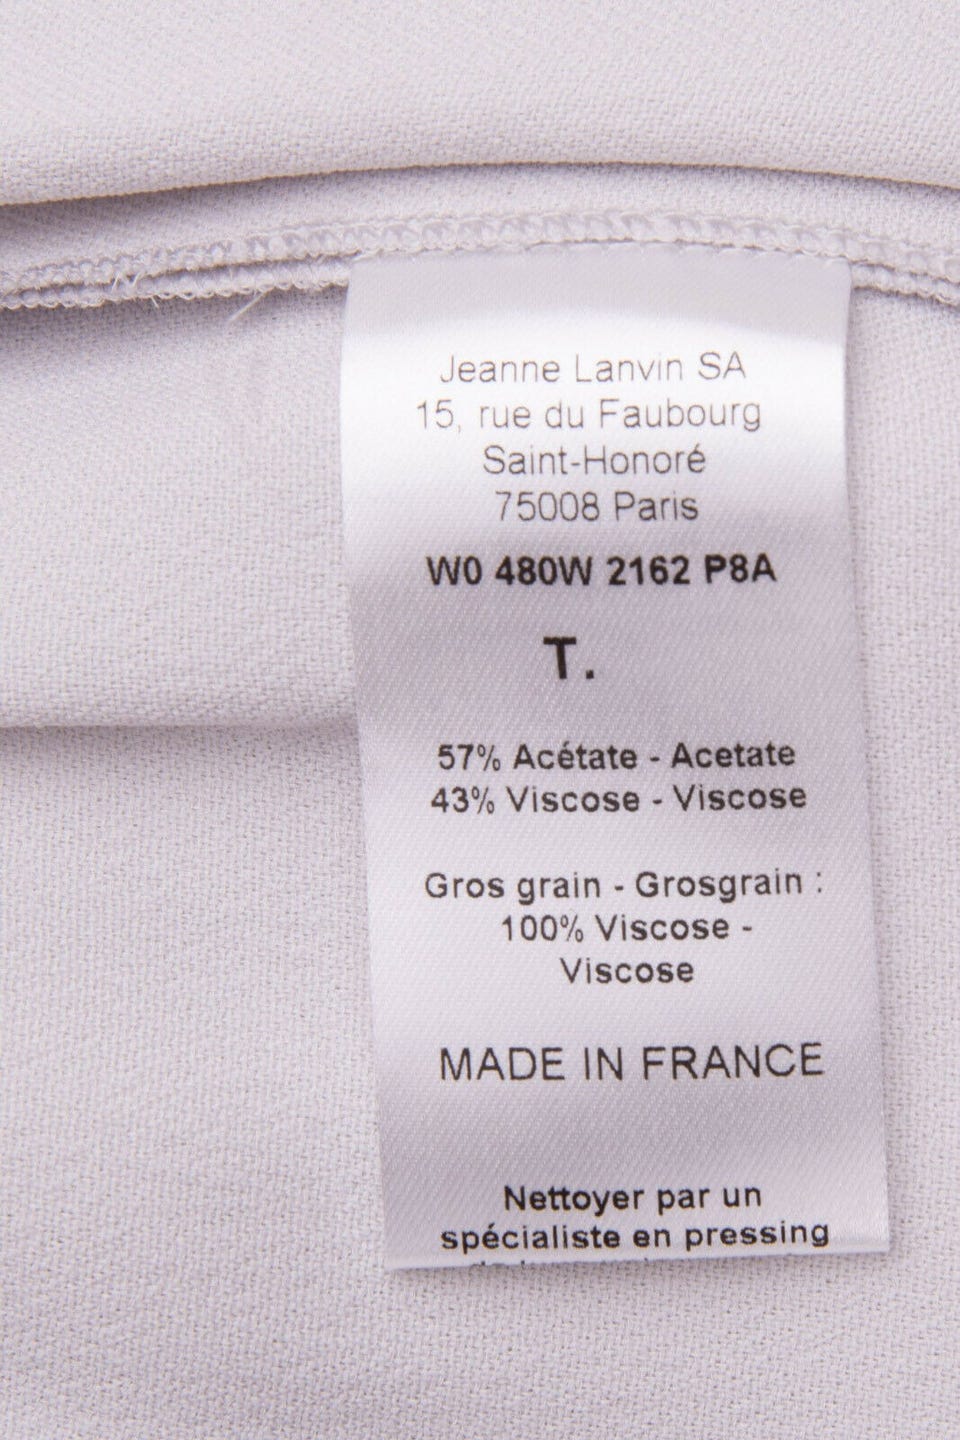 Jeanne Lanvin SA
15, rue du Faubourg
Saint-Honoré
75008 Paris
W0 480W 2162 P8A
T.
57% Acétate - Acetate
43% Viscose - Viscose
Gros grain - Grosgrain :
100% Viscose -
Viscose
MADE IN FRANCE
Nettoyer par un
spécialiste en pressing